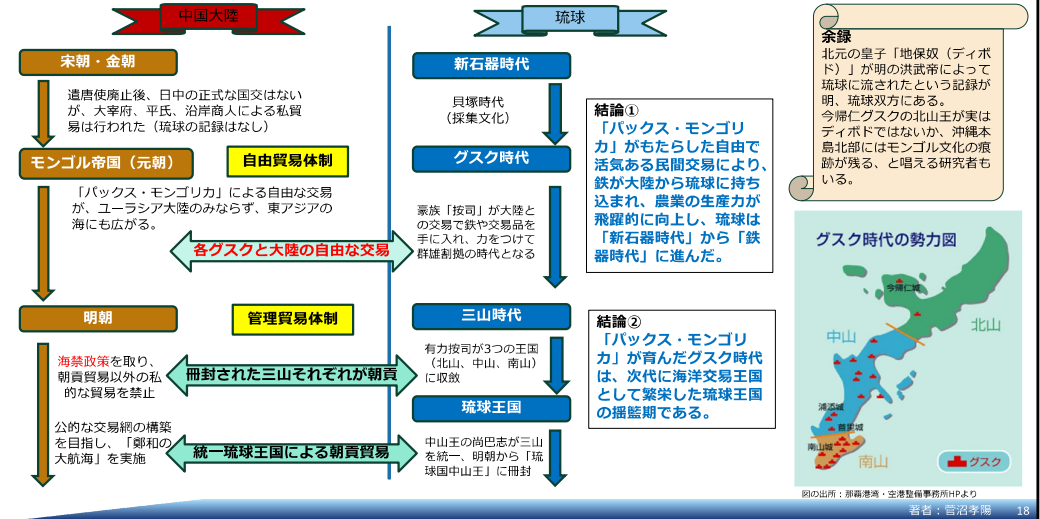 中国大陸
宋朝・金朝
遣唐使廃止後、日中の正式な国交はない
が、大宰府、平氏、沿岸商人による私貿
易は行われた（琉球の記録はなし）
モンゴル帝国（元朝）
自由貿易体制
「パックス・モンゴリカ」による自由な交易
が、ユーラシア大陸のみならず、東アジアの
海にも広がる。
各グスクと大陸の自由な交易
明朝
管理貿易体制
海禁政策を取り、
朝貢貿易以外の私
的な貿易を禁止
冊封された三山それぞれが朝貢
公的な交易網の構築
を目指し、「鄭和の
大航海」を実施
統一琉球王国による朝貢貿易
琉球
新石器時代
貝塚時代
（採集文化）
グスク時代
豪族「按司」が大陸と
の交易で鉄や交易品を
手に入れ、力をつけて
群雄割拠の時代となる
三山時代
有力按司が3つの王国
（北山、中山、南山）
に収斂
琉球王国
中山王の尚巴志が三山
を統一、明朝から「琉
球国中山王」に冊封
結論①
「パックス・モンゴリ
カ」がもたらした自由で
活気ある民間交易により、
鉄が大陸から琉球に持ち
込まれ、農業の生産力が
飛躍的に向上し、琉球は
「新石器時代」から「鉄
器時代」に進んだ。
結論②
「パックス・モンゴリ
カ」が育んだグスク時代
は、次代に海洋交易王国
として繁栄した琉球王国
の揺籃期である。
余録
北元の皇子「地保奴（ディボ
ド）」が明の洪武帝によって
琉球に流されたという記録が
明、琉球双方にある。
今帰仁グスクの北山王が実は
ディボドではないか、沖縄本
島北部にはモンゴル文化の痕
跡が残る、と唱える研究者も
いる。
グスク時代の勢力図
今帰仁城
北山
中山
浦添城
首里城
南山城
南山
グスク
図の出所：那覇港湾・空港整備事務所HPより
著者：菅沼孝陽
18